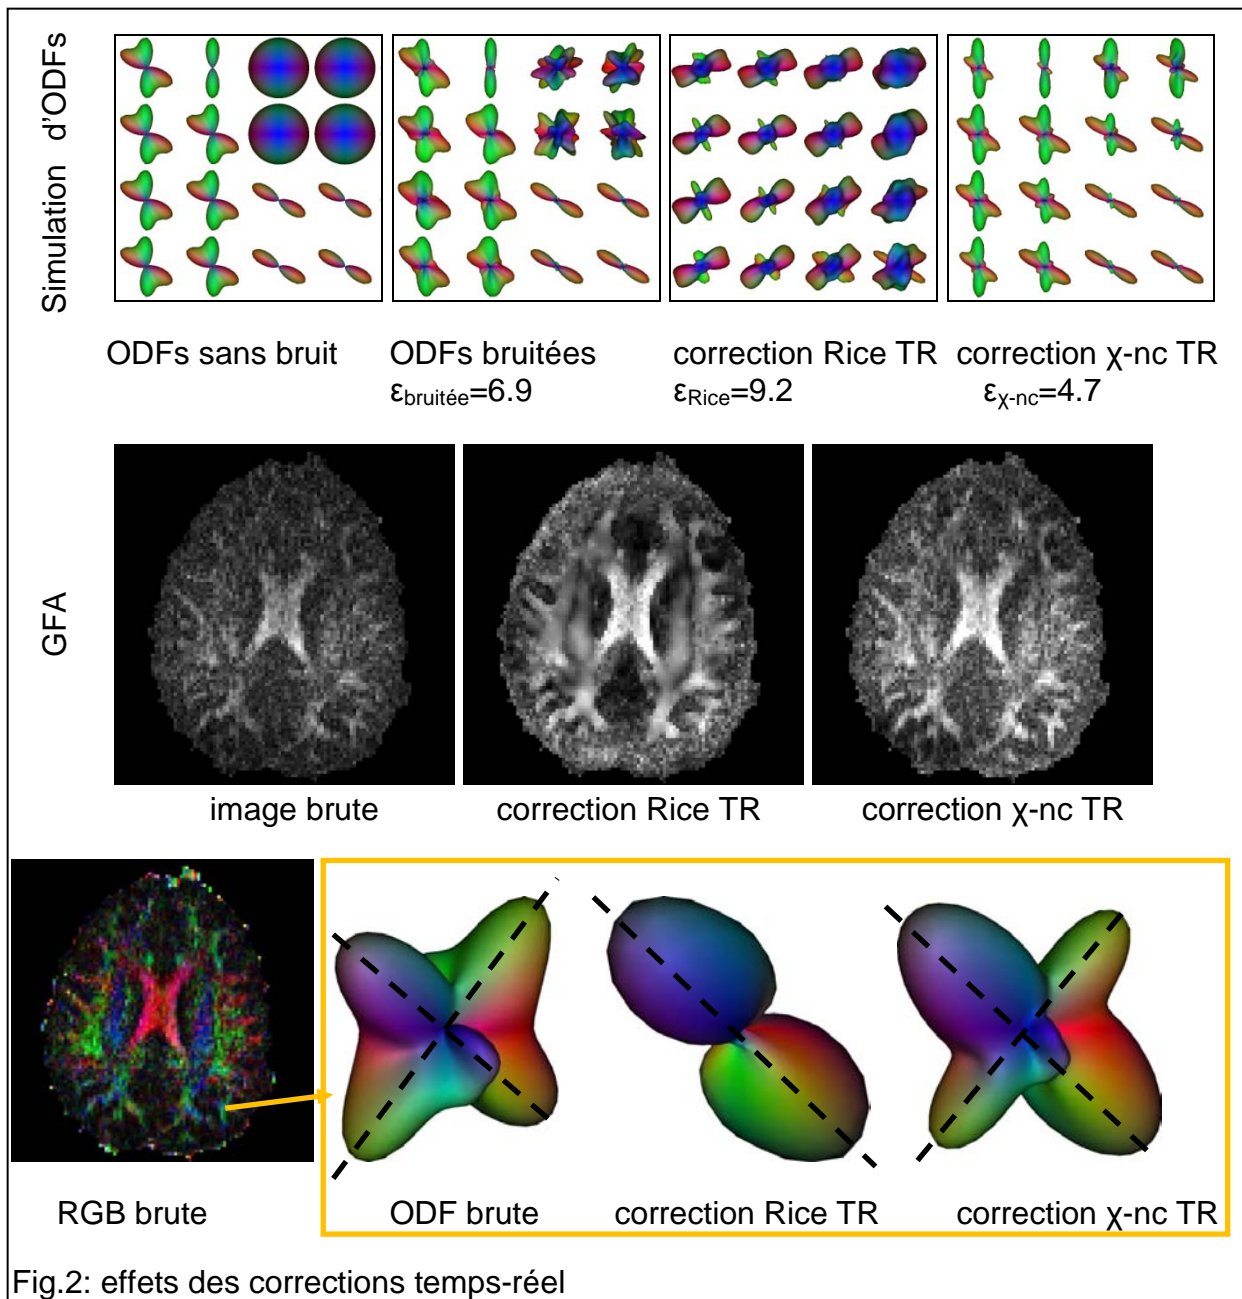 Simulation d'ODFs
ODFs sans bruit
ODFs bruitées
correction Rice TR
correction χ-nc TR
εbruitée=6.9
εRice=9.2
εχ-nc=4.7
GFA
image brute
correction Rice TR
correction χ-nc TR
RGB brute
ODF brute
correction Rice TR
correction χ-nc TR
Fig.2: effets des corrections temps-réel